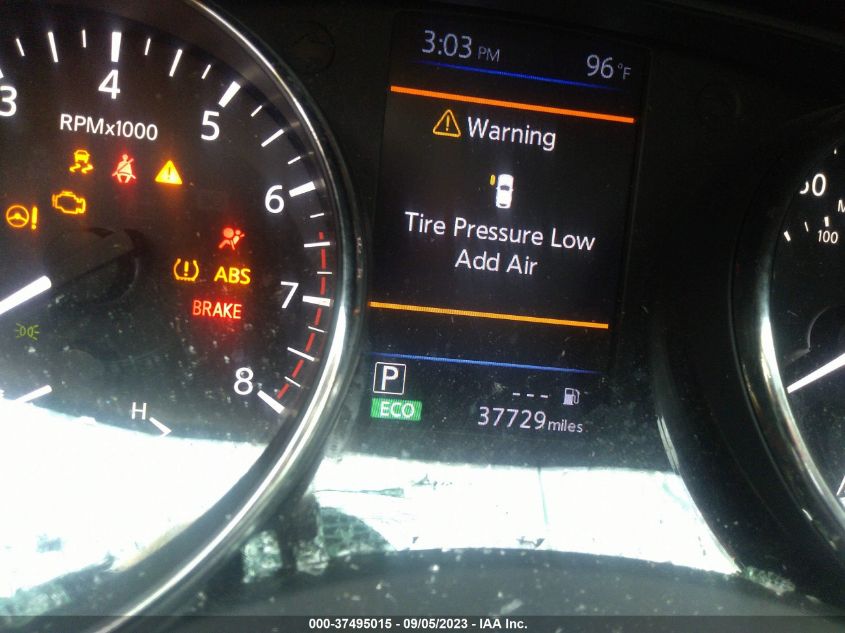 3:03 PM 96°F
Warning
Tire Pressure Low
Add Air
P
ECO
--- 
37729 miles
3
4
5
6
7
8
RPMx1000
ABS
BRAKE
H
100
000-37495015 - 09/05/2023 - IAA Inc.